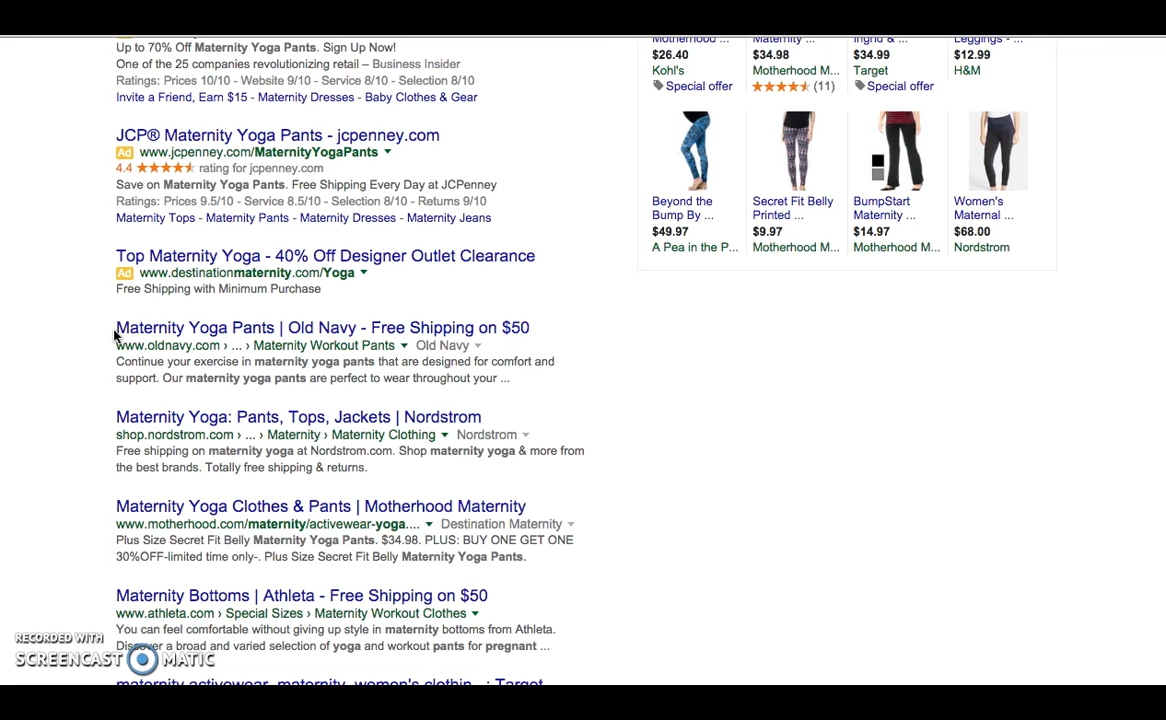 Up to 70% Off Maternity Yoga Pants. Sign Up Now!
One of the 25 companies revolutionizing retail – Business Insider
Ratings: Prices 10/10 - Website 9/10 - Service 8/10 - Selection 8/10
Invite a Friend, Earn $15 - Maternity Dresses - Baby Clothes & Gear
JCP® Maternity Yoga Pants - jcpenney.com
Ad www.jcpenney.com/MaternityYogaPants
4.4 rating for jcpenney.com
Save on Maternity Yoga Pants. Free Shipping Every Day at JCPenney
Ratings: Prices 9.5/10 - Service 8.5/10 - Selection 8/10 - Returns 9/10
Maternity Tops - Maternity Pants - Maternity Dresses - Maternity Jeans
Top Maternity Yoga - 40% Off Designer Outlet Clearance
Ad www.destinationmaternity.com/Yoga
Free Shipping with Minimum Purchase
Maternity Yoga Pants | Old Navy - Free Shipping on $50
www.oldnavy.com › ... › Maternity Workout Pants Old Navy
Continue your exercise in maternity yoga pants that are designed for comfort and
support. Our maternity yoga pants are perfect to wear throughout your ...
Maternity Yoga: Pants, Tops, Jackets | Nordstrom
shop.nordstrom.com › ... › Maternity › Maternity Clothing Nordstrom
Free shipping on maternity yoga at Nordstrom.com. Shop maternity yoga & more from
the best brands. Totally free shipping & returns.
Maternity Yoga Clothes & Pants | Motherhood Maternity
www.motherhood.com/maternity/activewear-yoga.... Destination Maternity
Plus Size Secret Fit Belly Maternity Yoga Pants. $34.98. PLUS: BUY ONE GET ONE
30%OFF-limited time only-. Plus Size Secret Fit Belly Maternity Yoga Pants.
Maternity Bottoms | Athleta - Free Shipping on $50
www.athleta.com › Special Sizes › Maternity Workout Clothes
You can feel comfortable without giving up style in maternity bottoms from Athleta.
Discover a broad and varied selection of yoga and workout pants for pregnant ...
maternity activewear, maternity, women's clothin... : Target
Motherhood ... Maternity ... Ingrid & ... Leggings - ...
$26.40 $34.98 $34.99 $12.99
Kohl's Motherhood M... Target H&M
Special offer (11) Special offer
Beyond the Secret Fit Belly BumpStart Women's
Bump By ... Printed ... Maternity ... Maternal ...
$49.97 $9.97 $14.97 $68.00
A Pea in the P... Motherhood M... Motherhood M... Nordstrom
RECORDED WITH
SCREENCAST MATIC